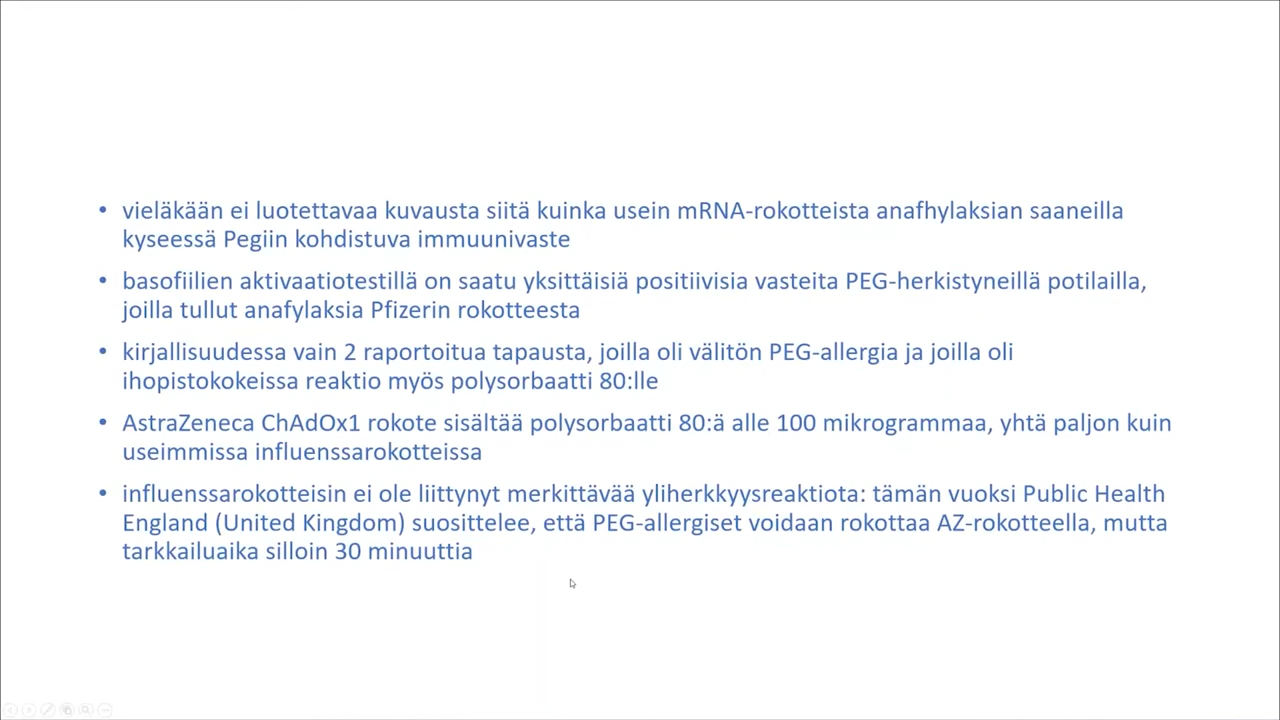 • vieläkään ei luotettavaa kuvausta siitä kuinka usein mRNA-rokotteista anafhylaksian saaneilla
kyseessä Pegiin kohdistuva immuunivaste
• basofiilien aktivaatiotestillä on saatu yksittäisiä positiivisia vasteita PEG-herkistyneillä potilailla,
joilla tullut anafylaksia Pfizerin rokotteesta
• kirjallisuudessa vain 2 raportoitua tapausta, joilla oli välitön PEG-allergia ja joilla oli
ihopistokokeissa reaktio myös polysorbaatti 80:lle
• AstraZeneca ChAdOx1 rokote sisältää polysorbaatti 80:ä alle 100 mikrogrammaa, yhtä paljon kuin
useimmissa influenssarokotteissa
• influenssarokotteisin ei ole liittynyt merkittävää yliherkkyysreaktiota: tämän vuoksi Public Health
England (United Kingdom) suosittelee, että PEG-allergiset voidaan rokottaa AZ-rokotteella, mutta
tarkkailuaika silloin 30 minuuttia